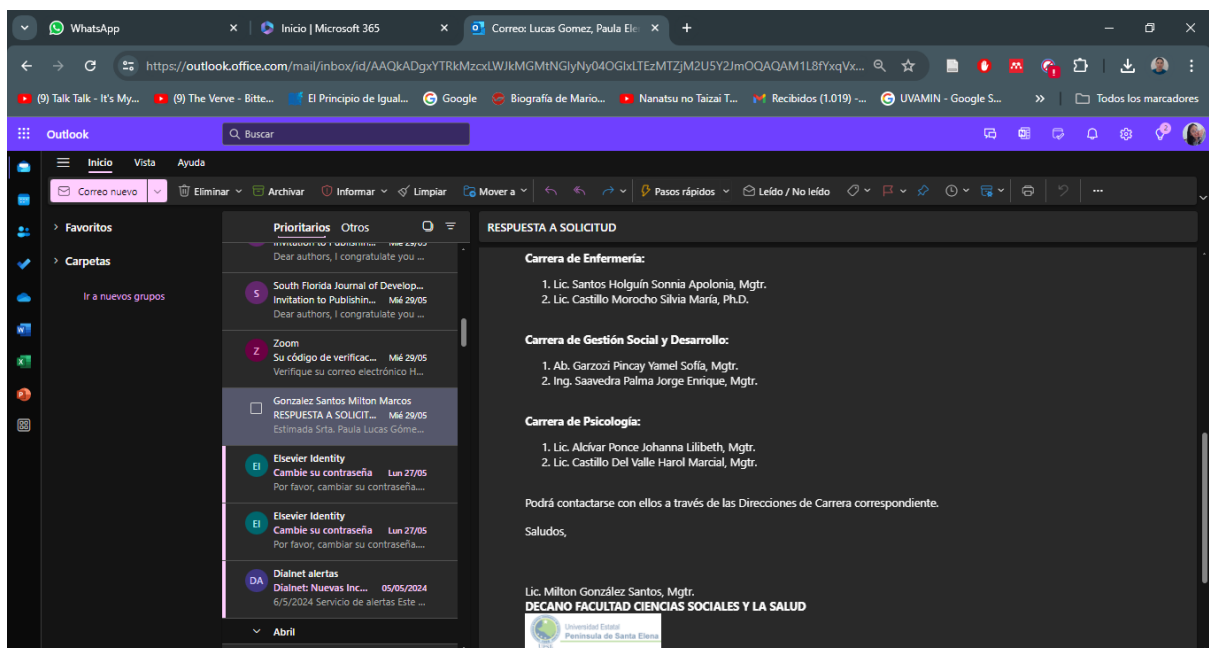 WhatsApp
Inicio | Microsoft 365
Correo: Lucas Gomez, Paula Ele
https://outlook.office.com/mail/inbox/id/
(9) Talk Talk - It's My...
(9) The Verve - Bitte...
El Principio de Igual...
Google
Biografía de Mario...
Nanatsu no Taizai T...
Recibidos (1.019) -...
UVAMIN - Google S...
»
Todos los marcadores
Outlook
Buscar
Inicio
Vista
Ayuda
Correo nuevo
Eliminar
Archivar
Informar
Limpiar
Mover a
Pasos rápidos
Leído / No leído
Favoritos
Carpetas
Ir a nuevos grupos
Prioritarios
Otros
Invitation to Publishin... Mié 29/05
Dear authors, I congratulate you ...
S
South Florida Journal of Develop...
Invitation to Publishin... Mié 29/05
Dear authors, I congratulate you ...
Z
Zoom
Su código de verificac... Mié 29/05
Verifique su correo electrónico H...
Gonzalez Santos Milton Marcos
RESPUESTA A SOLICIT... Mié 29/05
Estimada Srta. Paula Lucas Góme...
EI
Elsevier Identity
Cambie su contraseña Lun 27/05
Por favor, cambiar su contraseña....
EI
Elsevier Identity
Cambie su contraseña Lun 27/05
Por favor, cambiar su contraseña....
DA
Dialnet alertas
Dialnet: Nuevas Inc... 05/05/2024
6/5/2024 Servicio de alertas Este ...
Abril
RESPUESTA A SOLICITUD
Carrera de Enfermería:
1. Lic. Santos Holguín Sonnia Apolonia, Mgtr.
2. Lic. Castillo Morocho Silvia María, Ph.D.
Carrera de Gestión Social y Desarrollo:
1. Ab. Garzozi Pincay Yamel Sofía, Mgtr.
2. Ing. Saavedra Palma Jorge Enrique, Mgtr.
Carrera de Psicología:
1. Lic. Alcívar Ponce Johanna Lilibeth, Mgtr.
2. Lic. Castillo Del Valle Harol Marcial, Mgtr.
Podrá contactarse con ellos a través de las Direcciones de Carrera correspondiente.
Saludos,
Lic. Milton González Santos, Mgtr.
DECANO FACULTAD CIENCIAS SOCIALES Y LA SALUD
Universidad Estatal
Península de Santa Elena